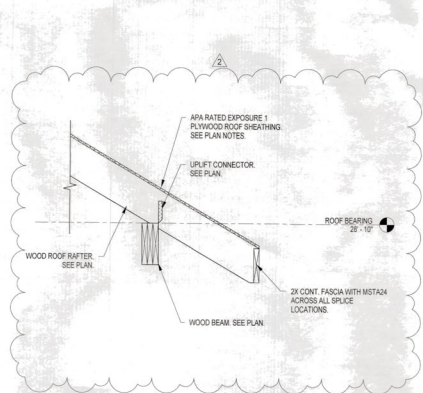 2
APA RATED EXPOSURE 1
PLYWOOD ROOF SHEATHING.
SEE PLAN NOTES.
UPLIFT CONNECTOR.
SEE PLAN.
ROOF BEARING
28' - 10"
WOOD ROOF RAFTER.
SEE PLAN.
2X CONT. FASCIA WITH MSTA24
ACROSS ALL SPLICE
LOCATIONS.
WOOD BEAM. SEE PLAN.